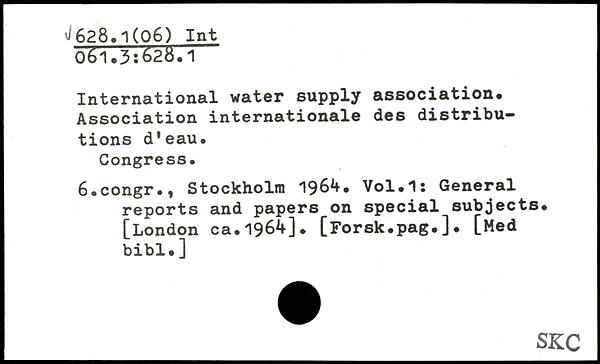 √628.1(06) Int
061.3:628.1
International water supply association.
Association internationale des distribu-
tions d'eau.
Congress.
6.congr., Stockholm 1964. Vol.1: General
reports and papers on special subjects.
[London ca.1964]. [Forsk.pag.]. [Med
bibl.]
SKC